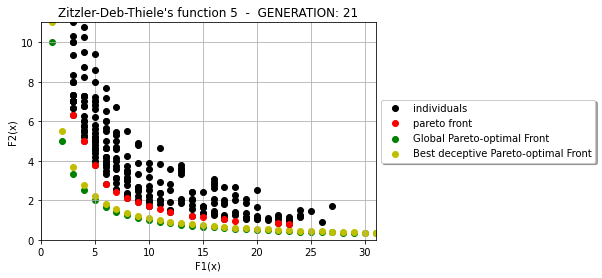 Zitzler-Deb-Thiele's function 5 - GENERATION: 21
10
8
6
4
2
0
F2(x)
0 5 10 15 20 25 30
F1(x)
individuals
pareto front
Global Pareto-optimal Front
Best deceptive Pareto-optimal Front